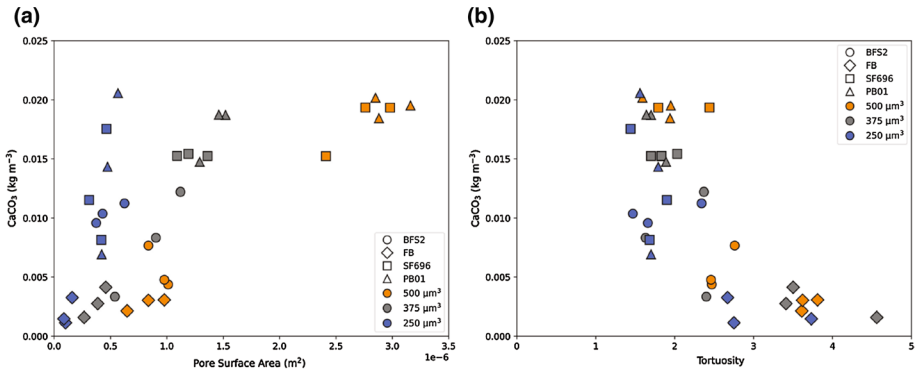 (a)
CaCO₃ (kg m⁻³)
0.025
0.020
0.015
0.010
0.005
0.000
0.0 0.5 1.0 1.5 2.0 2.5 3.0 3.5
1e−6
Pore Surface Area (m²)
BFS2
FB
SF696
PB01
500 μm³
375 μm³
250 μm³
(b)
CaCO₃ (kg m⁻³)
0.025
0.020
0.015
0.010
0.005
0.000
0 1 2 3 4 5
Tortuosity
BFS2
FB
SF696
PB01
500 μm³
375 μm³
250 μm³